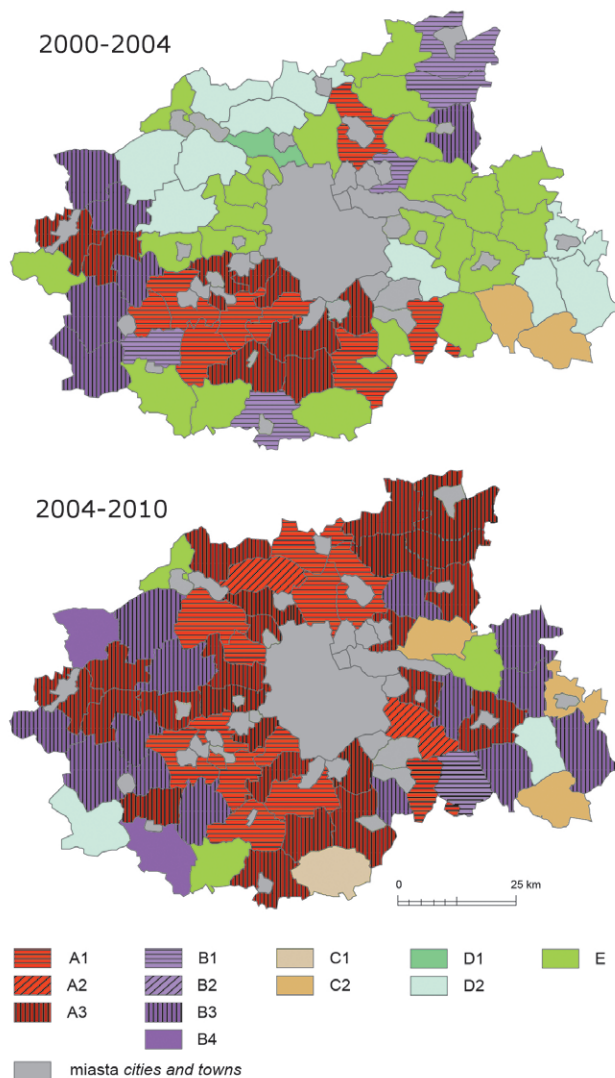 2000-2004
2004-2010
0 25 km
A1 B1 C1 D1 E
A2 B2 C2 D2
A3 B3
B4
miasta cities and towns